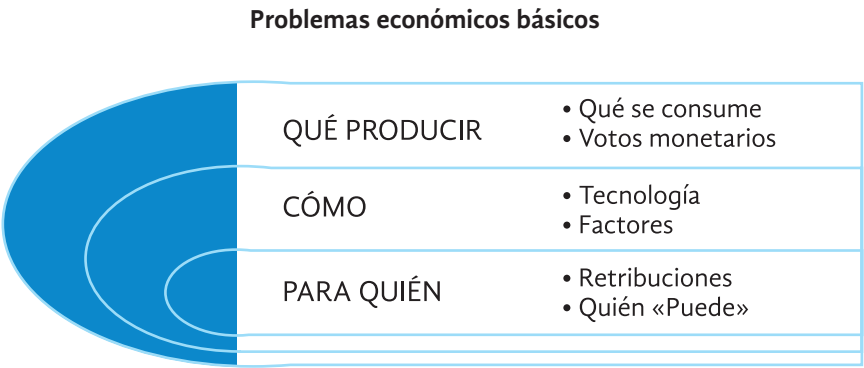 Problemas económicos básicos
QUÉ PRODUCIR
• Qué se consume
• Votos monetarios
CÓMO
• Tecnología
• Factores
PARA QUIÉN
• Retribuciones
• Quién «Puede»